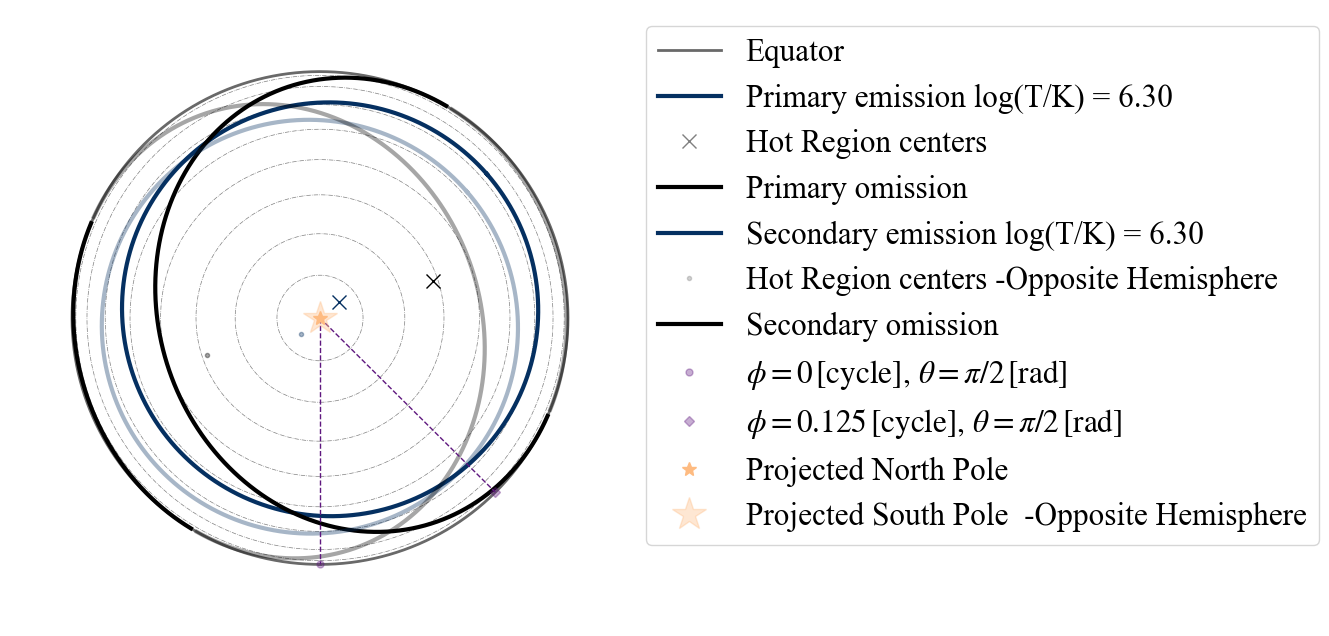 Equator
Primary emission log(T/K) = 6.30
Hot Region centers
Primary omission
Secondary emission log(T/K) = 6.30
Hot Region centers -Opposite Hemisphere
Secondary omission
ϕ = 0 [cycle], θ = π/2 [rad]
ϕ = 0.125 [cycle], θ = π/2 [rad]
Projected North Pole
Projected South Pole  -Opposite Hemisphere